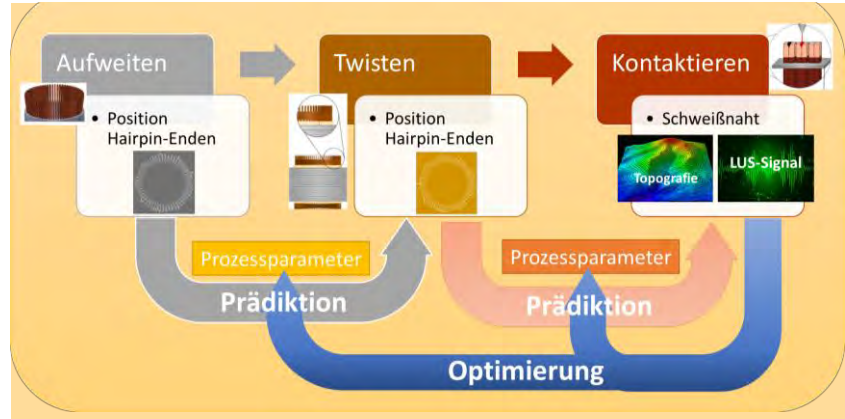 Aufweiten
Twisten
Kontaktieren
• Position
Hairpin-Enden
• Position
Hairpin-Enden
• Schweißnaht
Topografie
LUS-Signal
Prozessparameter
Prozessparameter
Prädiktion
Prädiktion
Optimierung